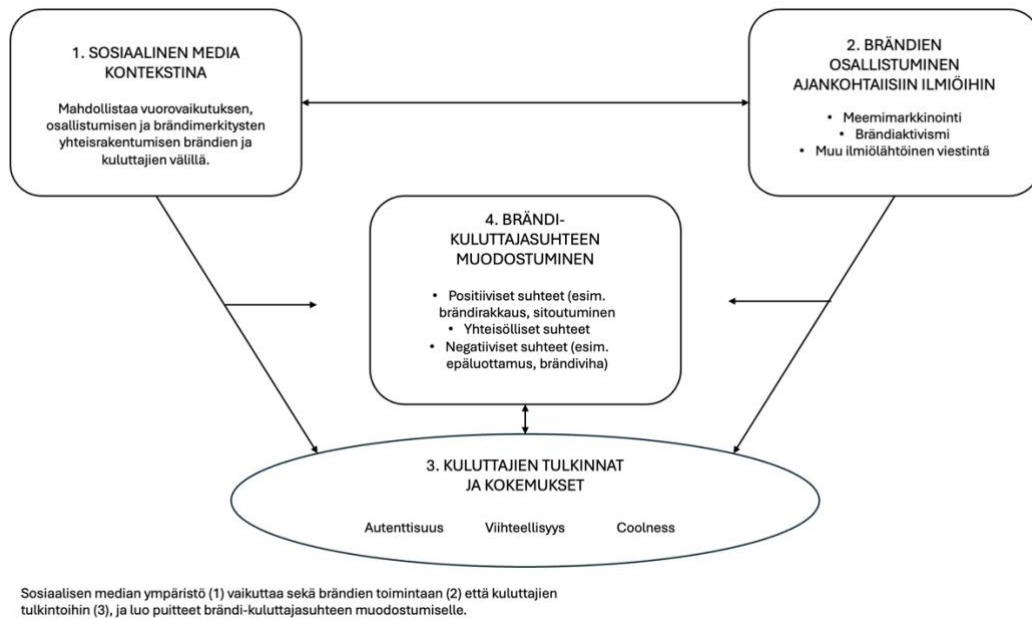 1. SOSIAALINEN MEDIA
KONTEKSTINA
Mahdollistaa vuorovaikutuksen,
osallistumisen ja brändimerkitysten
yhteisrakentumisen brändien ja
kuluttajien välillä.
2. BRÄNDIEN
OSALLISTUMINEN
AJANKOHTAIISIIN ILMIÖIHIN
• Meemimarkkinointi
• Brändiaktivismi
• Muu ilmiölähtöinen viestintä
4. BRÄNDI-
KULUTTAJASUHTEEN
MUODOSTUMINEN
• Positiiviset suhteet (esim.
brändirakkaus, sitoutuminen
• Yhteisölliset suhteet
• Negatiiviset suhteet (esim.
epäluottamus, brändiviha)
3. KULUTTAJIEN TULKINNAT
JA KOKEMUKSET
Autenttisuus Viihteellisyys Coolness
Sosiaalisen median ympäristö (1) vaikuttaa sekä brändien toimintaan (2) että kuluttajien
tulkintoihin (3), ja luo puitteet brändi-kuluttajasuhteen muodostumiselle.